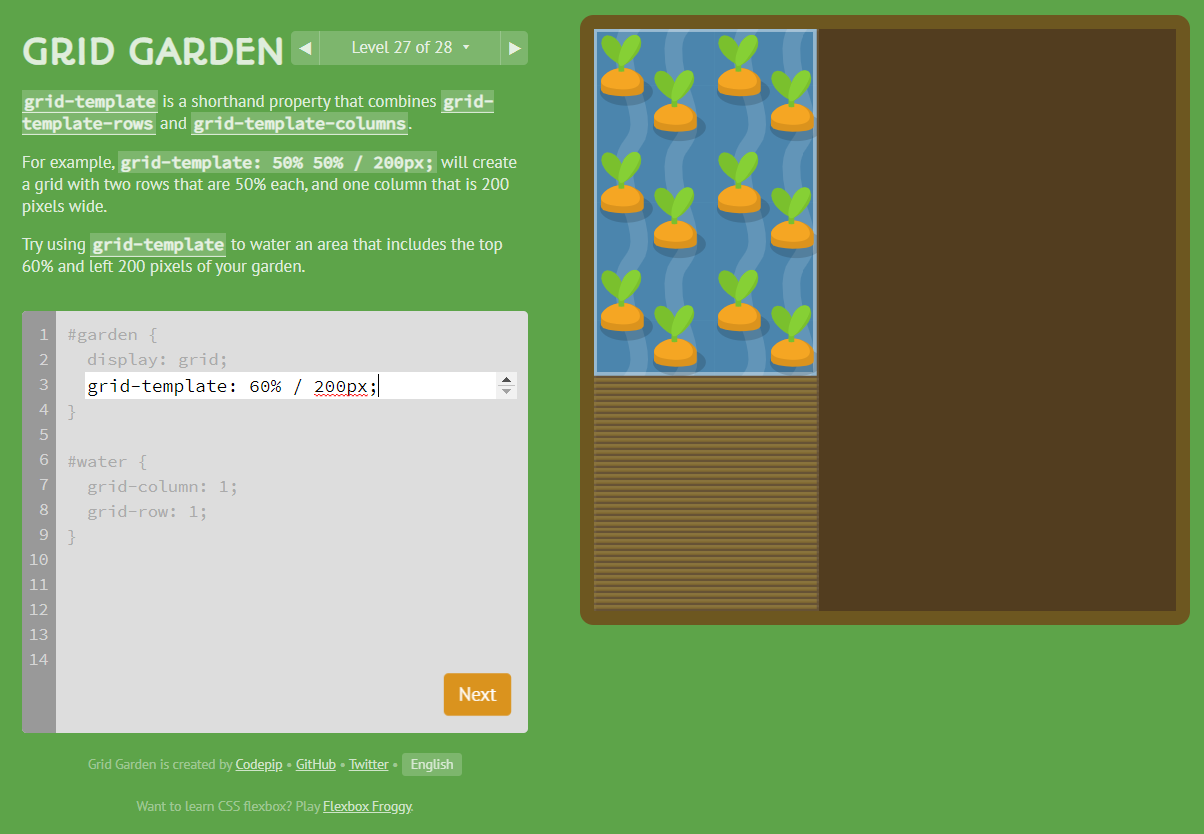 GRID GARDEN
◀ Level 27 of 28 ▾ ▶
grid-template is a shorthand property that combines grid-
template-rows and grid-template-columns.
For example, grid-template: 50% 50% / 200px; will create
a grid with two rows that are 50% each, and one column that is 200
pixels wide.
Try using grid-template to water an area that includes the top
60% and left 200 pixels of your garden.
1 #garden {
2 display: grid;
3 grid-template: 60% / 200px;
4 }
5
6 #water {
7 grid-column: 1;
8 grid-row: 1;
9 }
10
11
12
13
14
Next
Grid Garden is created by Codepip • GitHub • Twitter • English
Want to learn CSS flexbox? Play Flexbox Froggy.